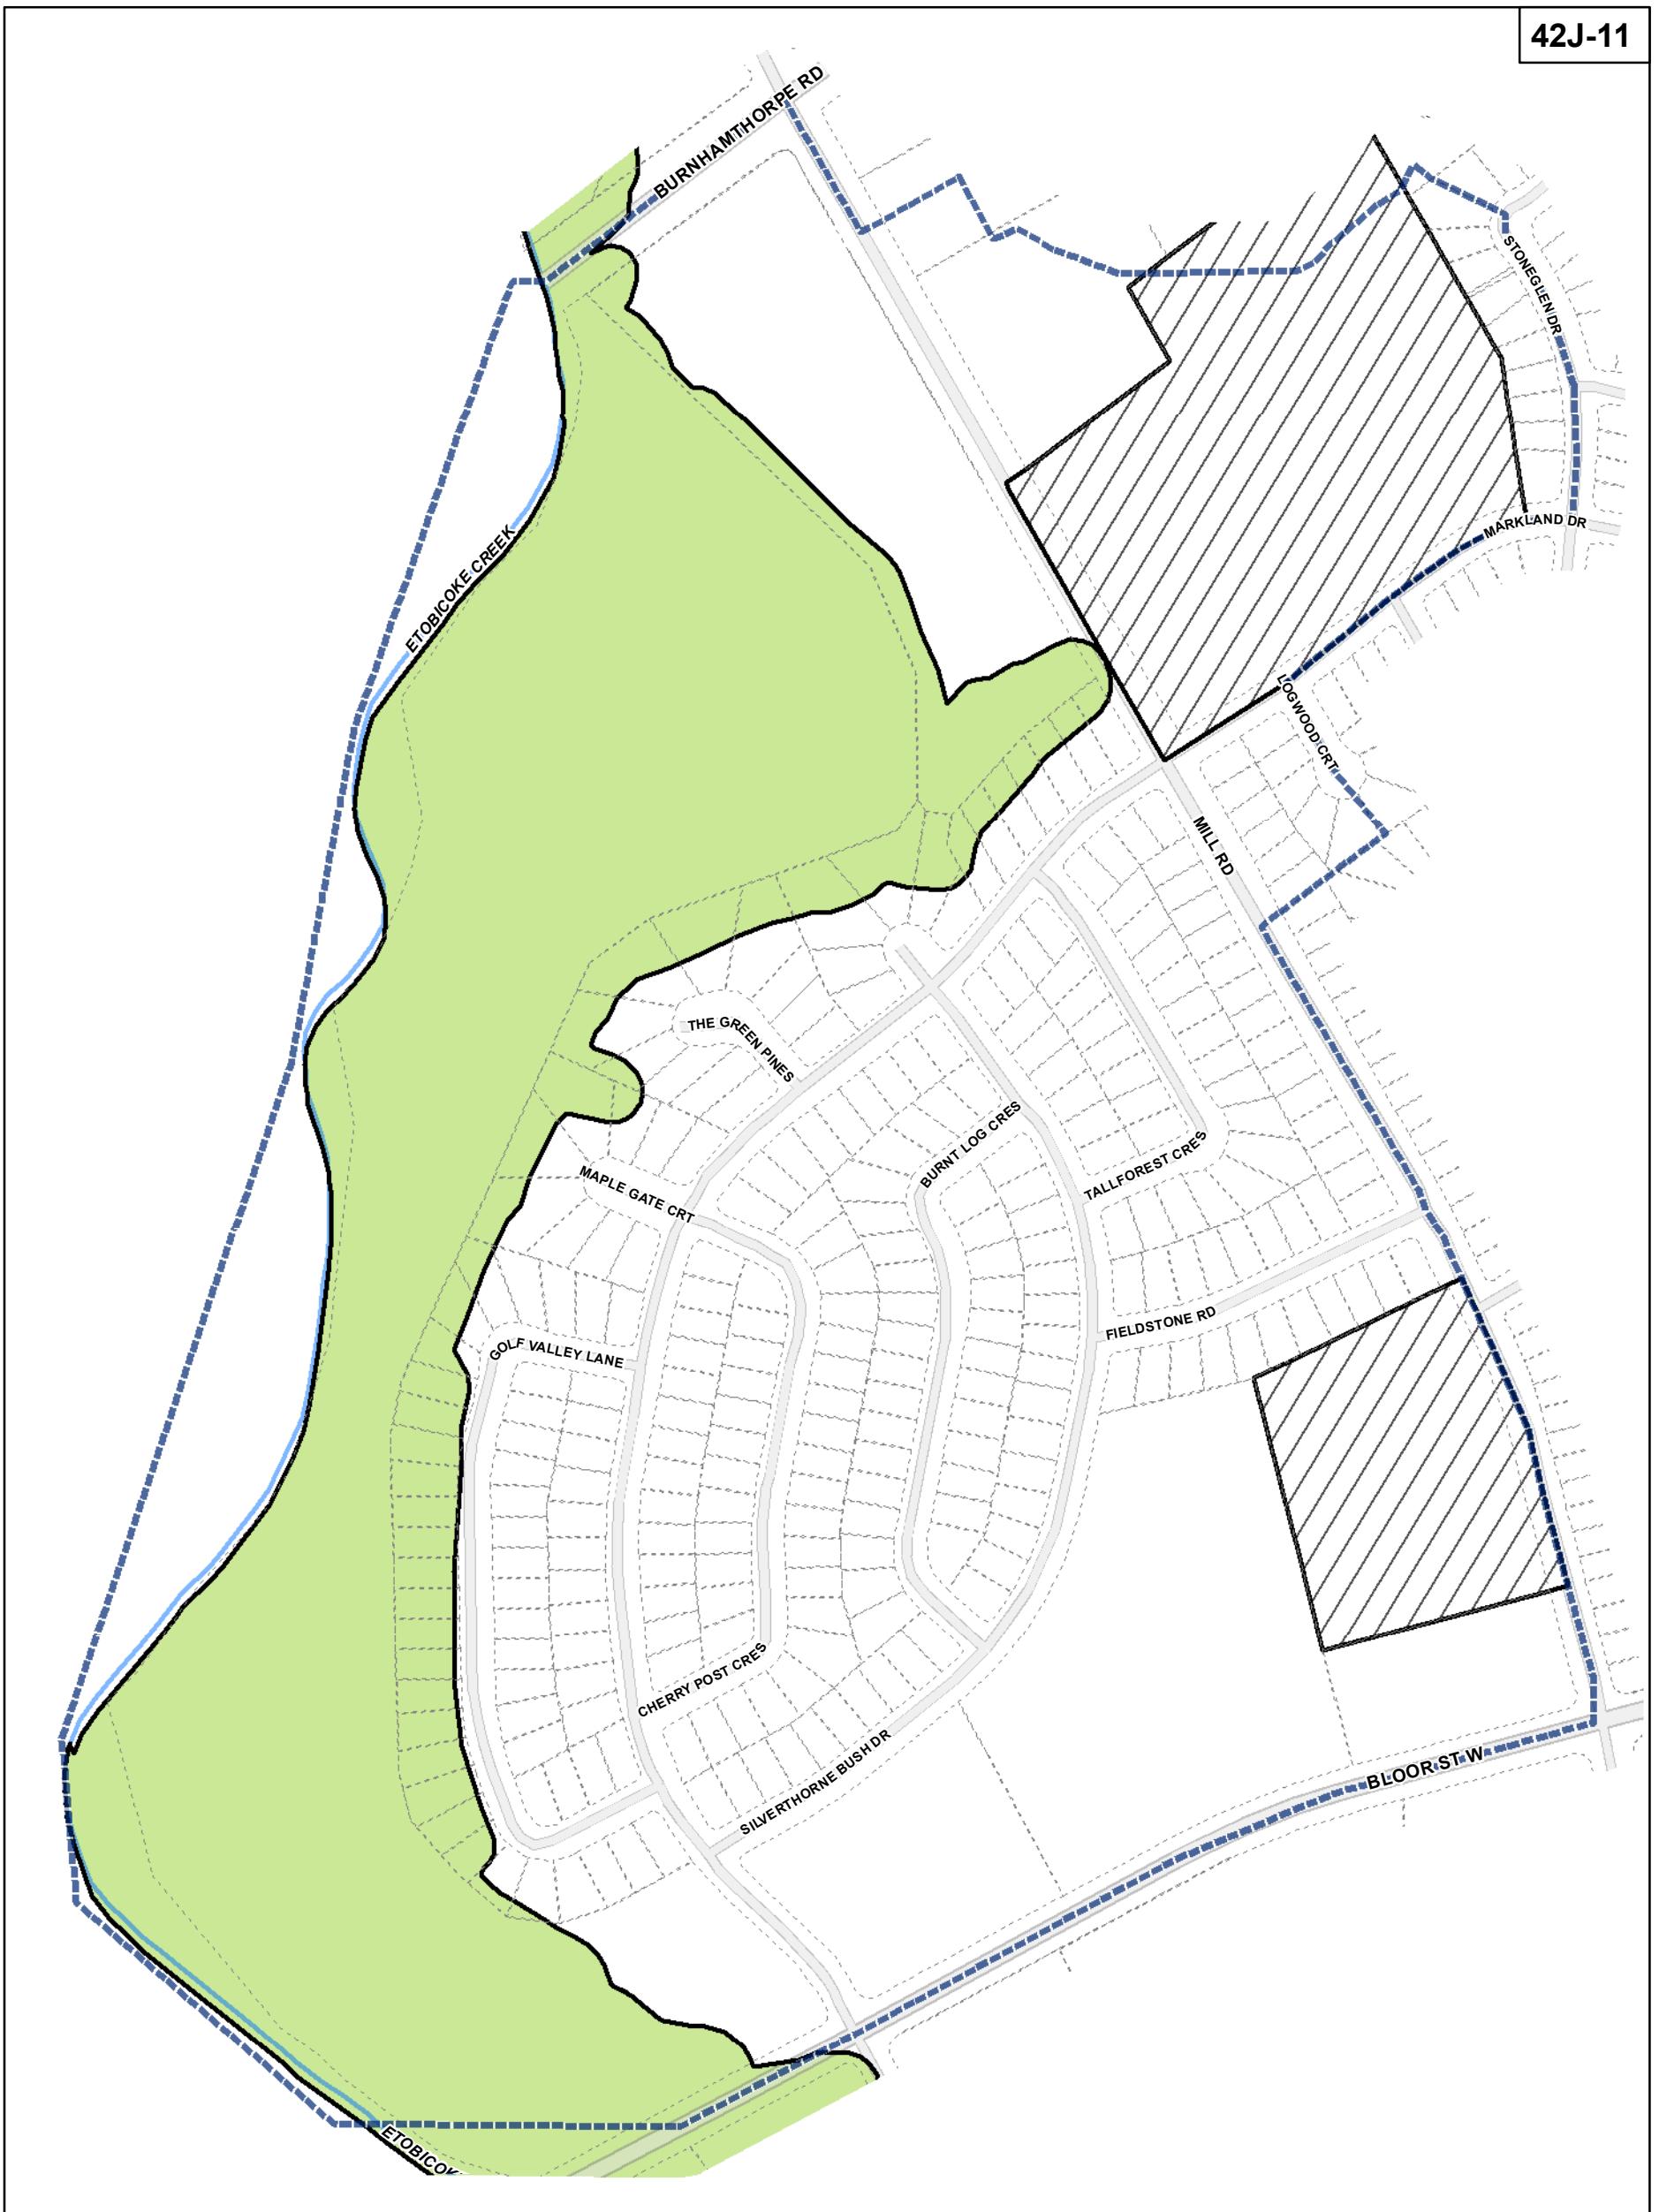 42J-11
BURNHAMTHORPE RD
STONEGLEN DR
MARKLAND DR
ETOBICOKE CREEK
LOGWOOD CRT
MILL RD
THE GREEN PINES
BURNT LOG CRES
TALLFOREST CRES
MAPLE GATE CRT
FIELDSTONE RD
GOLF VALLEY LANE
CHERRY POST CRES
SILVERTHORNE BUSH DR
BLOOR ST W
ETOBICOK